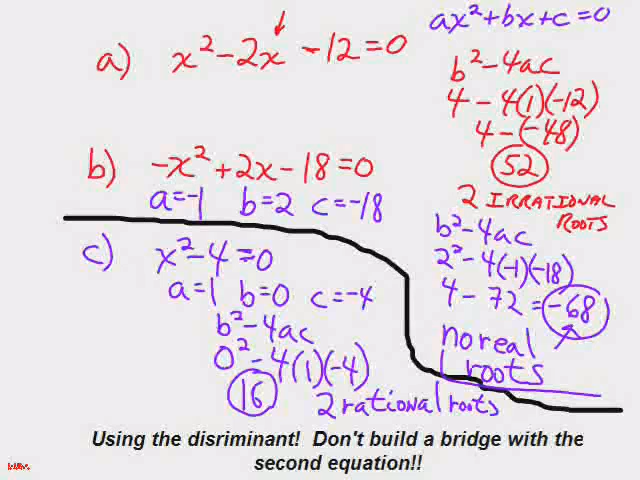 ax² + bx + c = 0
a) x² - 2x - 12 = 0
b² - 4ac
4 - 4(1)(-12)
4 - (-48)
52
2 IRRATIONAL ROOTS
b) -x² + 2x - 18 = 0
a = -1 b = 2 c = -18
b² - 4ac
2² - 4(-1)(-18)
4 - 72 = -68
no real
roots
c) x² - 4 = 0
a = 1 b = 0 c = -4
b² - 4ac
0² - 4(1)(-4)
16 2 rational roots
Using the disriminant! Don't build a bridge with the
second equation!!